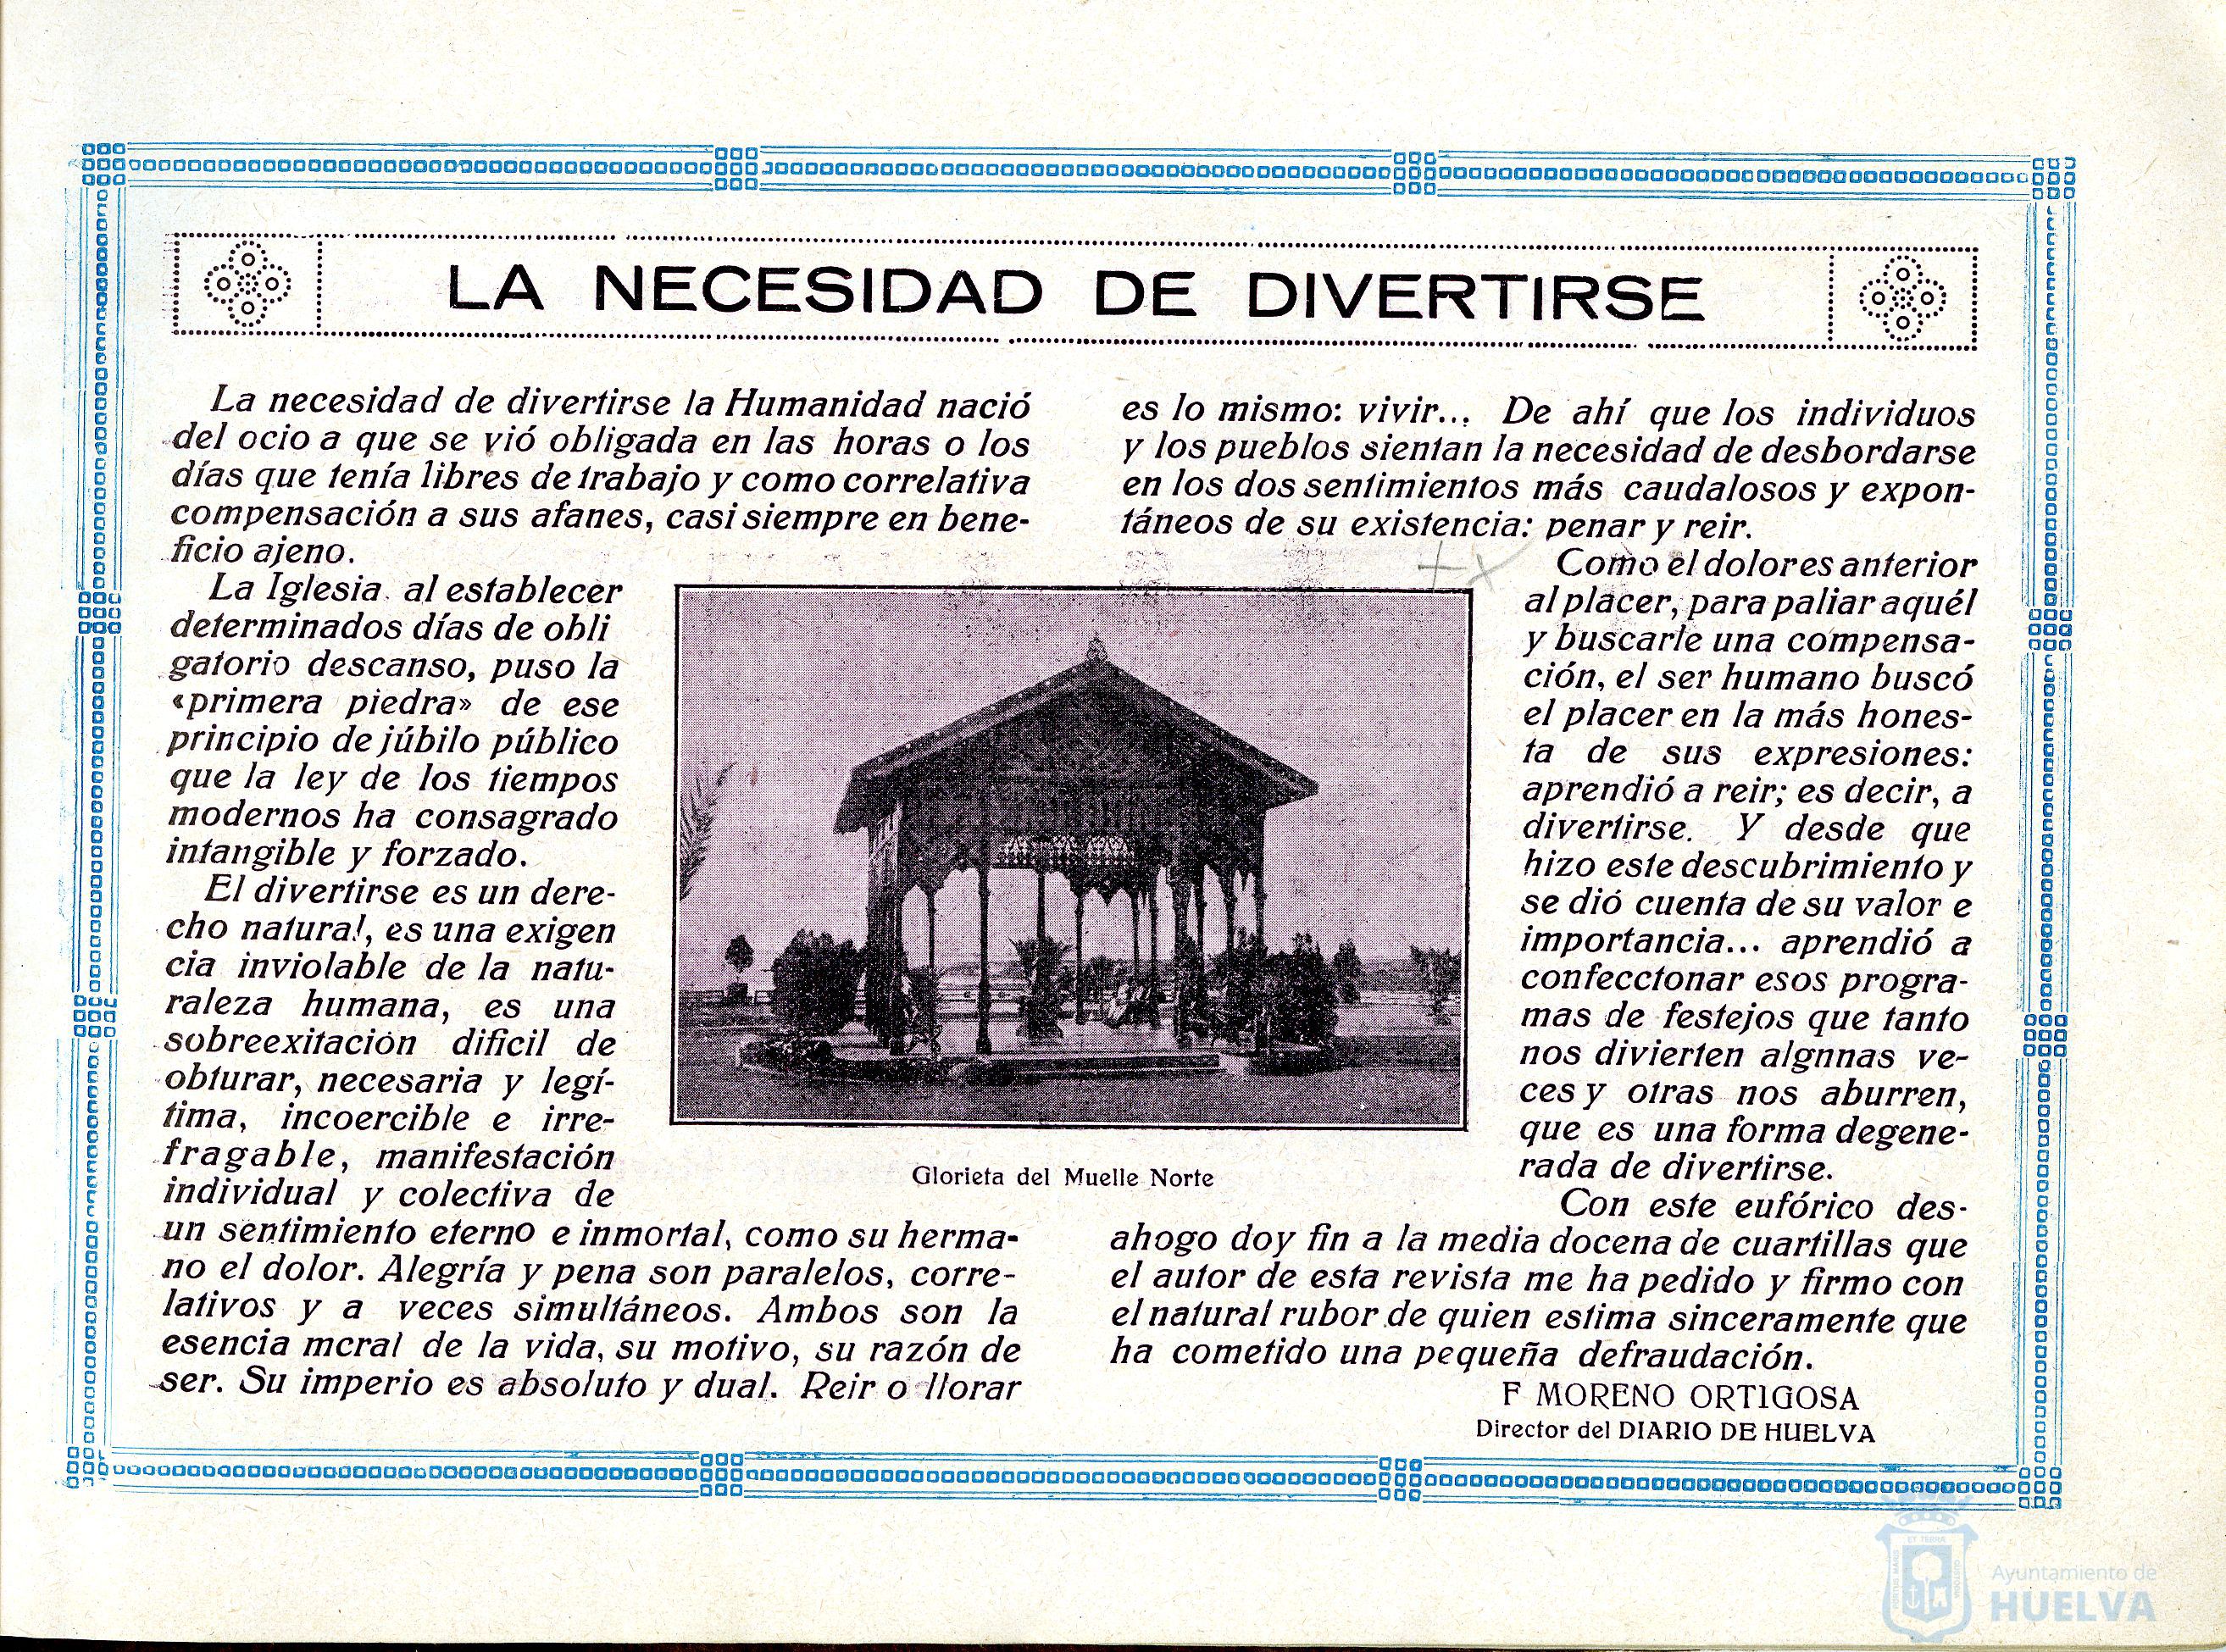 LA NECESIDAD DE DIVERTIRSE
La necesidad de divertirse la Humanidad nació
del ocio a que se vió obligada en las horas o los
días que tenía libres de trabajo y como correlativa
compensación a sus afanes, casi siempre en bene-
ficio ajeno.
La Iglesia al establecer
determinados días de obli
gatorio descanso, puso la
«primera piedra» de ese
principio de júbilo público
que la ley de los tiempos
modernos ha consagrado
intangible y forzado.
El divertirse es un dere-
cho natural, es una exigen
cia inviolable de la natu-
raleza humana, es una
sobreexitación dificil de
obturar, necesaria y legí-
tima, incoercible e irre-
fragable, manifestación
individual y colectiva de
un sentimiento eterno e inmortal, como su herma-
no el dolor. Alegría y pena son paralelos, corre-
lativos y a veces simultáneos. Ambos son la
esencia mcral de la vida, su motivo, su razón de
ser. Su imperio es absoluto y dual. Reir o llorar
es lo mismo: vivir... De ahí que los individuos
y los pueblos sientan la necesidad de desbordarse
en los dos sentimientos más caudalosos y expon-
táneos de su existencia: penar y reir.
Como el dolor es anterior
al placer, para paliar aquél
y buscarle una compensa-
ción, el ser humano buscó
el placer en la más hones-
ta de sus expresiones:
aprendió a reir; es decir, a
divertirse. Y desde que
hizo este descubrimiento y
se dió cuenta de su valor e
importancia... aprendió a
confecctonar esos progra-
mas de festejos que tanto
nos divierten algnnas ve-
ces y otras nos aburren,
que es una forma degene-
rada de divertirse.
Con este eufórico des-
ahogo doy fin a la media docena de cuartillas que
el autor de esta revista me ha pedido y firmo con
el natural rubor de quien estima sinceramente que
ha cometido una pequeña defraudación.
F MORENO ORTIGOSA
Director del DIARIO DE HUELVA
Glorieta del Muelle Norte
Ayuntamiento de
HUELVA